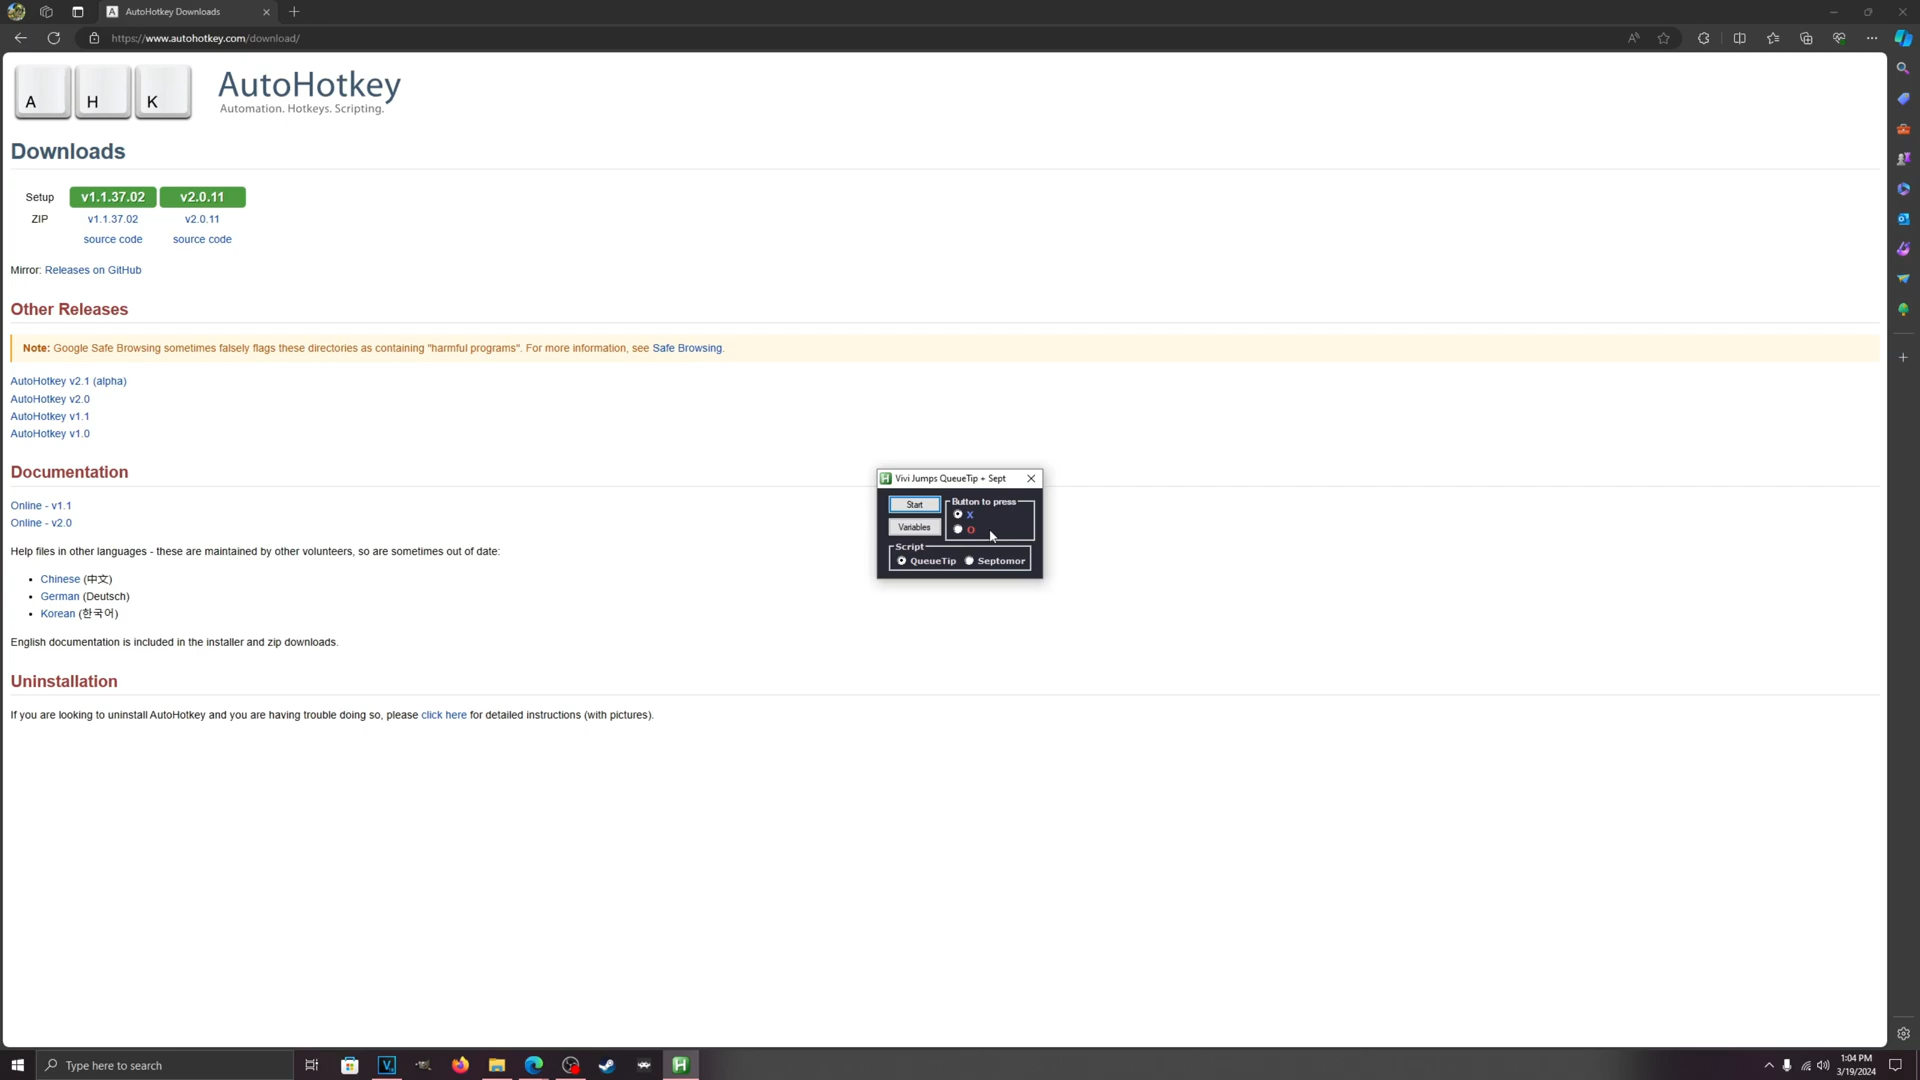 AutoHotkey Downloads
https://www.autohotkey.com/download/
A H K
AutoHotkey
Automation. Hotkeys. Scripting.
Downloads
Setup v1.1.37.02 v2.0.11
ZIP v1.1.37.02 v2.0.11
source code source code
Mirror: Releases on GitHub
Other Releases
Note: Google Safe Browsing sometimes falsely flags these directories as containing "harmful programs". For more information, see Safe Browsing.
AutoHotkey v2.1 (alpha)
AutoHotkey v2.0
AutoHotkey v1.1
AutoHotkey v1.0
Documentation
Online - v1.1
Online - v2.0
Help files in other languages - these are maintained by other volunteers, so are sometimes out of date:
Chinese (中文)
German (Deutsch)
Korean (한국어)
English documentation is included in the installer and zip downloads.
Uninstallation
If you are looking to uninstall AutoHotkey and you are having trouble doing so, please click here for detailed instructions (with pictures).
Vivi Jumps QueueTip + Sept
Start
Button to press
X
Variables
O
Script
QueueTip Septomor
Type here to search
1:04 PM
3/19/2024